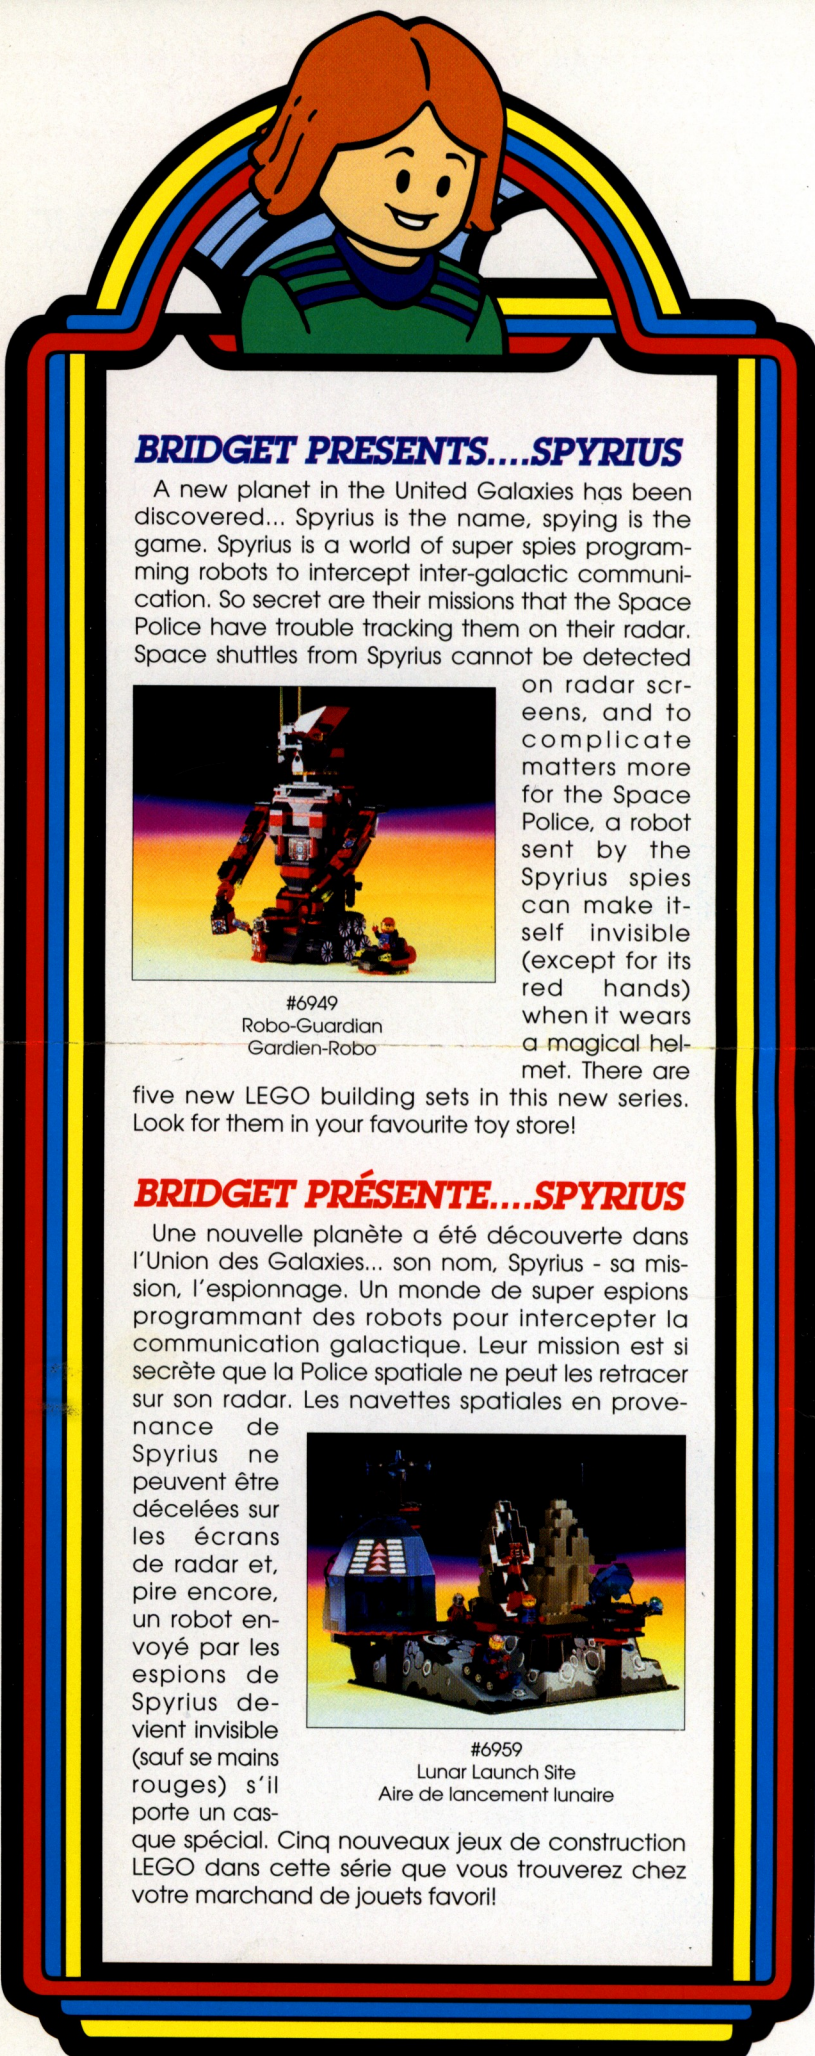 BRIDGET PRESENTS....SPYRIUS
A new planet in the United Galaxies has been
discovered... Spyrius is the name, spying is the
game. Spyrius is a world of super spies program-
ming robots to intercept inter-galactic communi-
cation. So secret are their missions that the Space
Police have trouble tracking them on their radar.
Space shuttles from Spyrius cannot be detected
on radar scr-
eens, and to
complicate
matters more
for the Space
Police, a robot
sent by the
Spyrius spies
can make it-
self invisible
(except for its
red hands)
when it wears
a magical hel-
met. There are
five new LEGO building sets in this new series.
Look for them in your favourite toy store!
#6949
Robo-Guardian
Gardien-Robo
BRIDGET PRÉSENTE....SPYRIUS
Une nouvelle planète a été découverte dans
l'Union des Galaxies... son nom, Spyrius - sa mis-
sion, l'espionnage. Un monde de super espions
programmant des robots pour intercepter la
communication galactique. Leur mission est si
secrète que la Police spatiale ne peut les retracer
sur son radar. Les navettes spatiales en prove-
nance de
Spyrius ne
peuvent être
décelées sur
les écrans
de radar et,
pire encore,
un robot en-
voyé par les
espions de
Spyrius de-
vient invisible
(sauf se mains
rouges) s'il
porte un cas-
que spécial. Cinq nouveaux jeux de construction
LEGO dans cette série que vous trouverez chez
votre marchand de jouets favori!
#6959
Lunar Launch Site
Aire de lancement lunaire